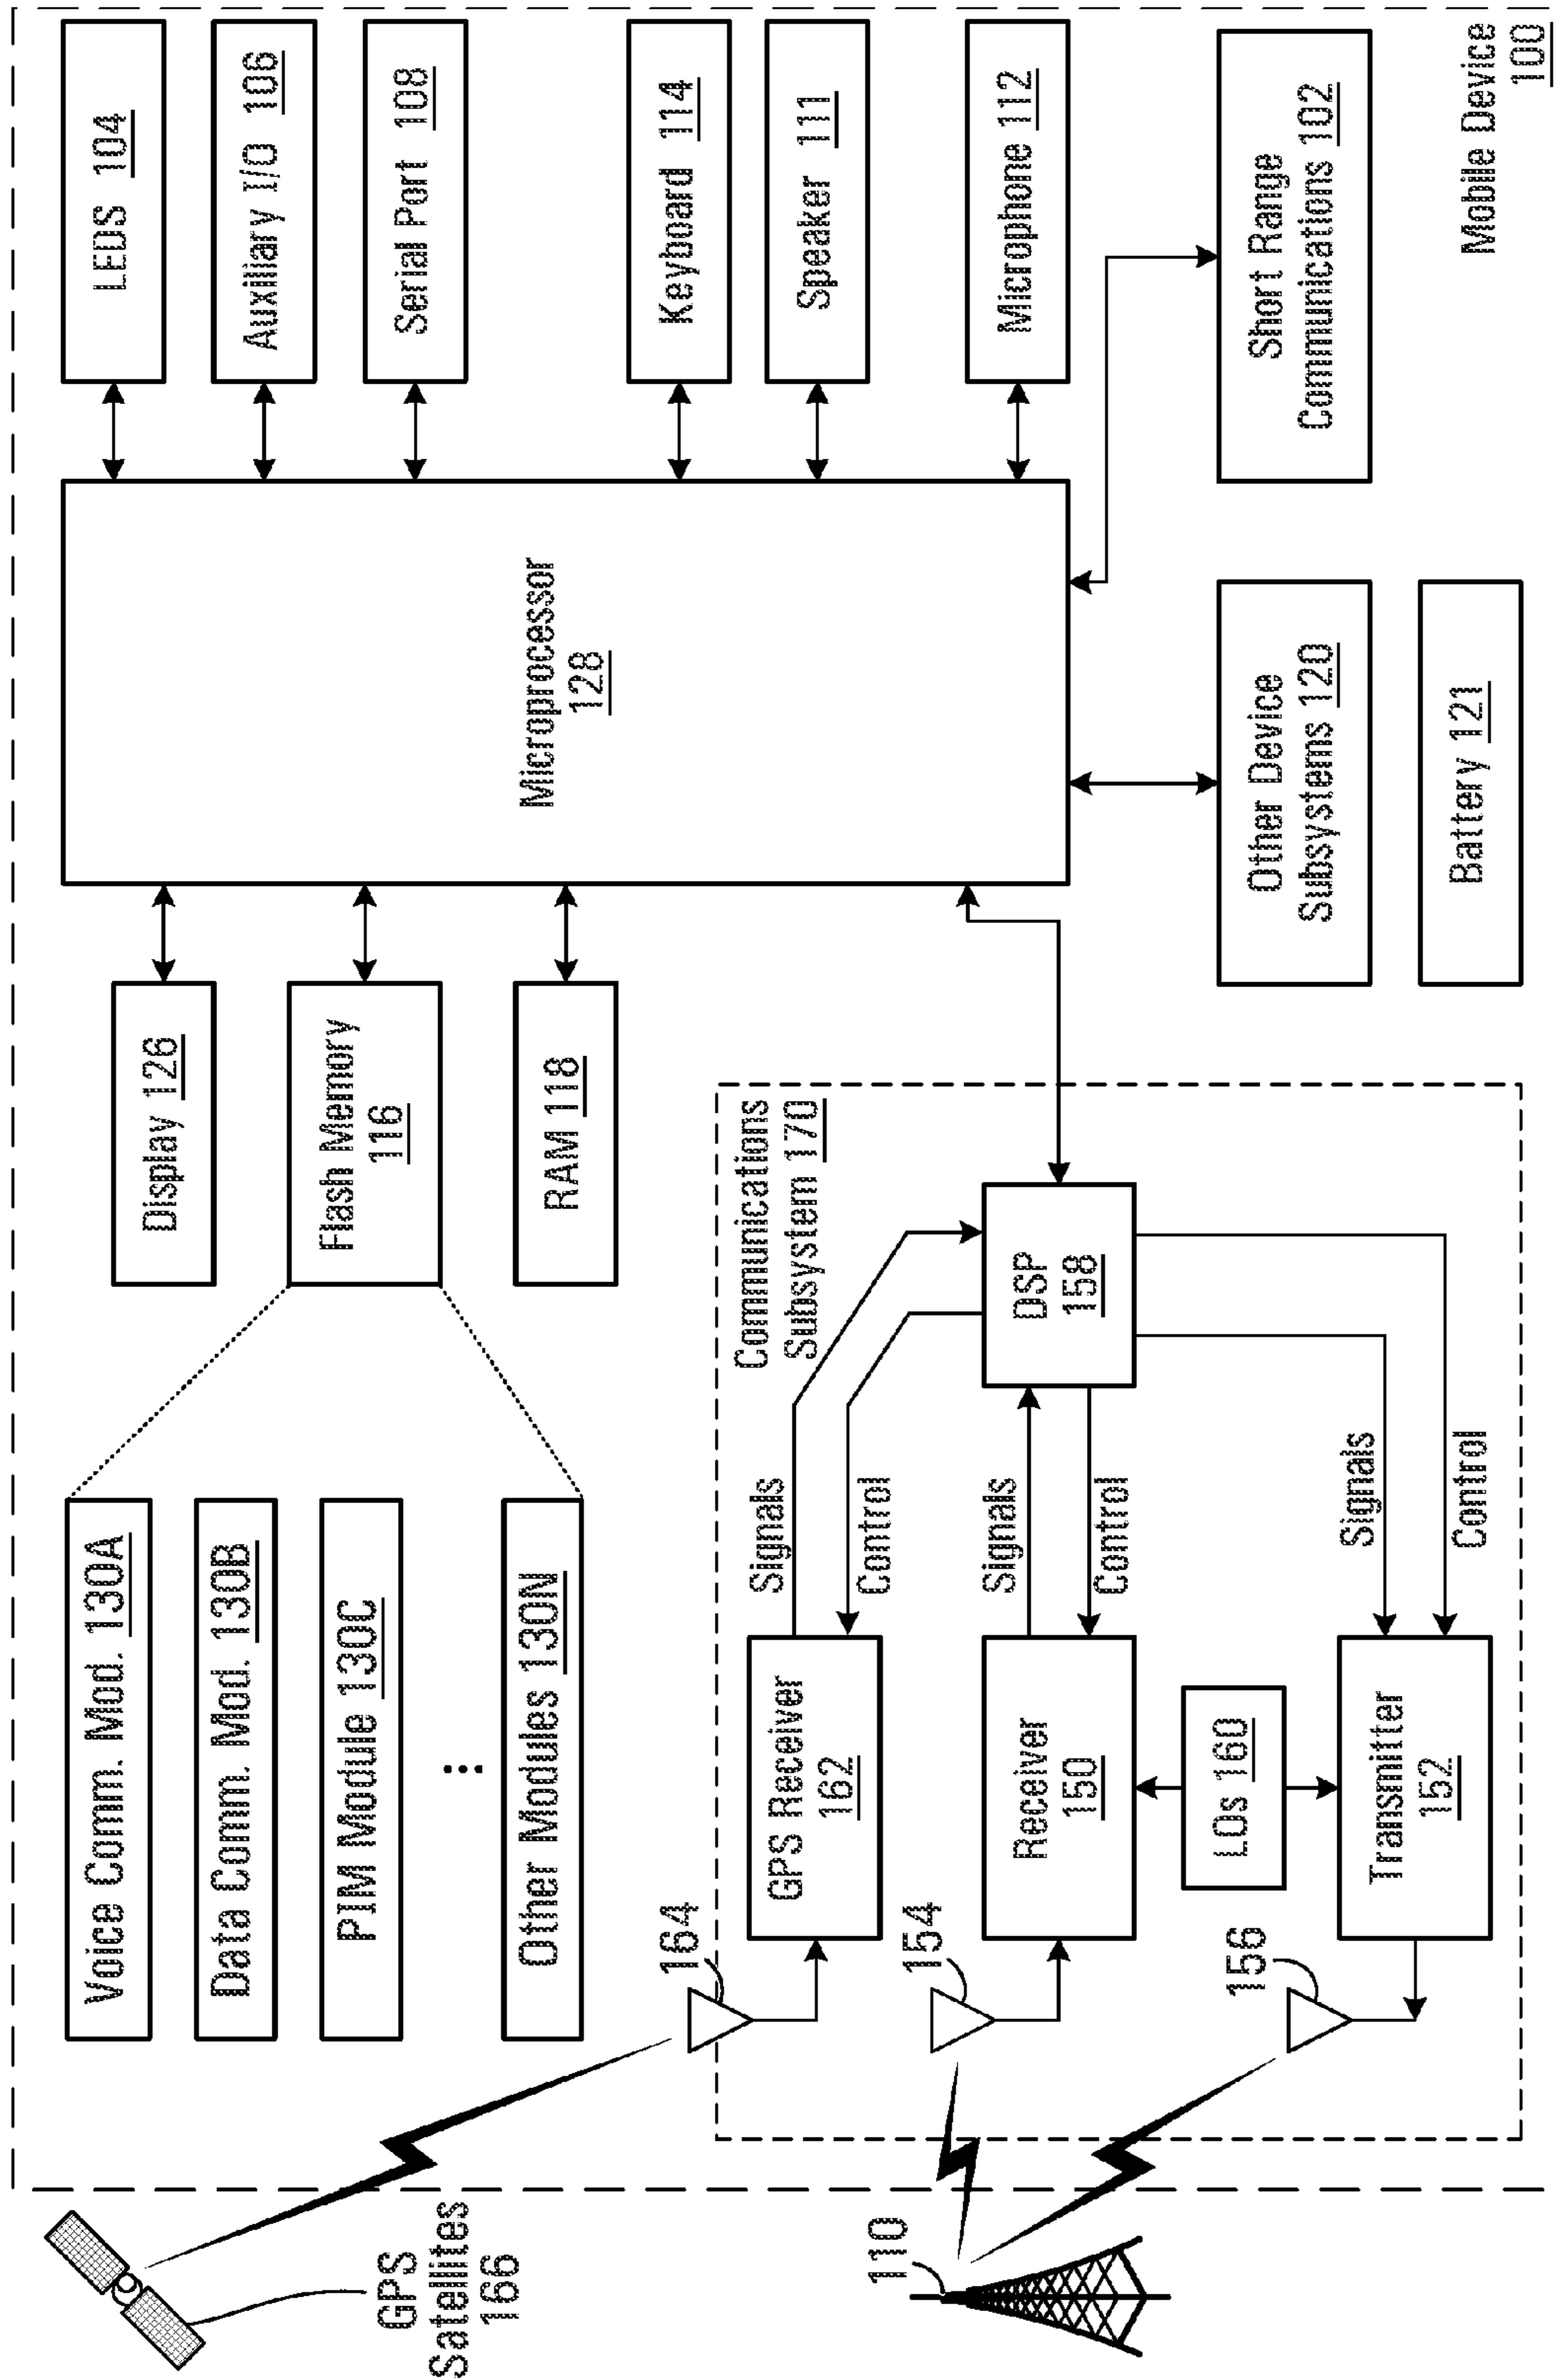 GPS
Satellites
166
110
Voice Comm. Mod. 130A
Data Comm. Mod. 130B
PIM Module 130C
...
Other Modules 130N
Display 126
Flash Memory
116
RAM 118
Microprocessor
128
LEDS 104
Auxiliary I/O 106
Serial Port 108
Keyboard 114
Speaker 111
Microphone 112
Short Range
Communications 102
Other Device
Subsystems 120
Battery 121
Communications
Subsystem 170
164
GPS Receiver
162
Signals
Control
154
Receiver
150
Signals
Control
DSP
158
LOs 160
156
Transmitter
152
Signals
Control
Mobile Device
100